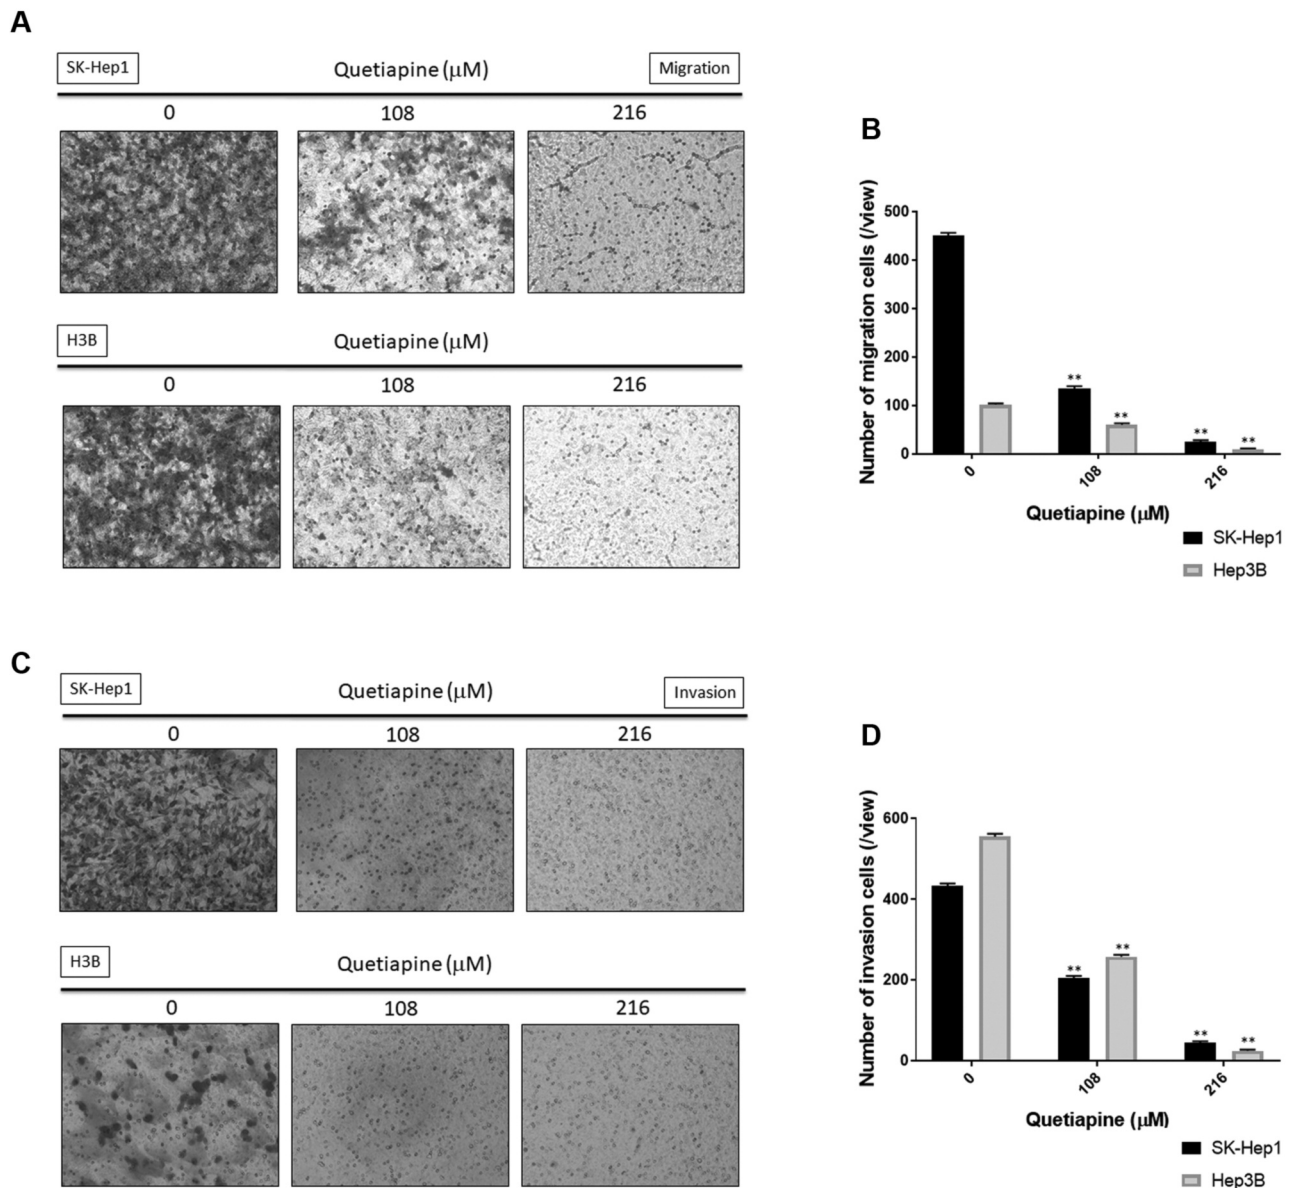 A
SK-Hep1 Quetiapine (μM) Migration
0 108 216
H3B Quetiapine (μM)
0 108 216
B
Number of migration cells (/view)
500
400
300
200
100
0
** ** ** **
0 108 216
Quetiapine (μM)
SK-Hep1
Hep3B
C
SK-Hep1 Quetiapine (μM) Invasion
0 108 216
H3B Quetiapine (μM)
0 108 216
D
Number of invasion cells (/view)
600
400
200
0
** ** ** **
0 108 216
Quetiapine (μM)
SK-Hep1
Hep3B